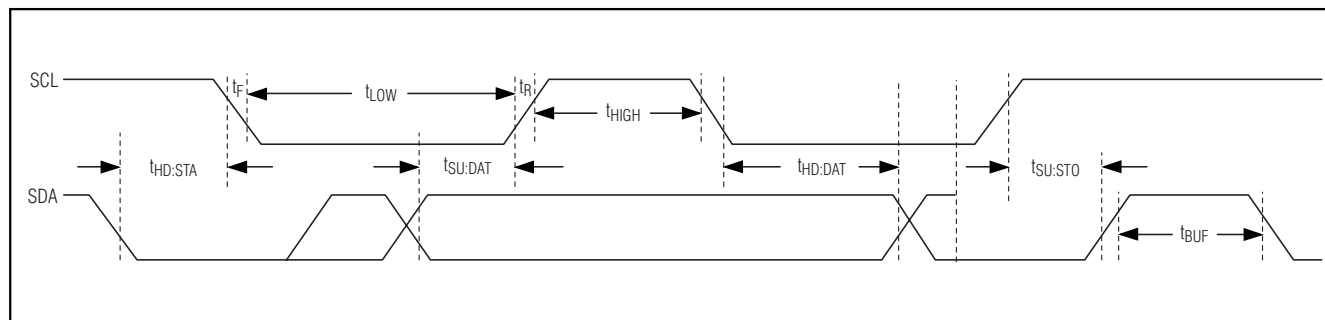 SCL
tF
tLOW
tR
tHIGH
tHD:STA
tSU:DAT
tHD:DAT
tSU:STO
SDA
tBUF